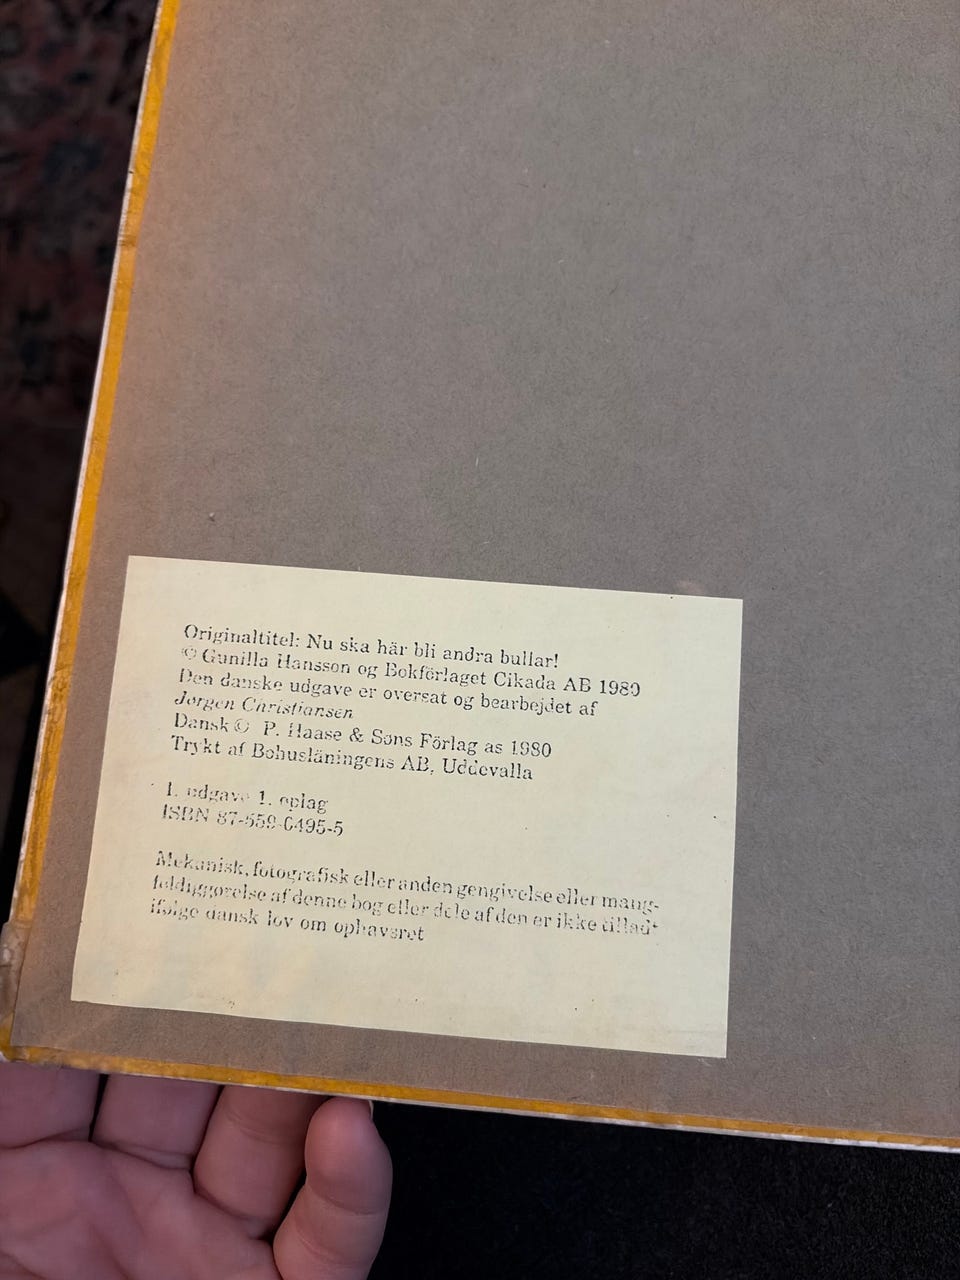 Originaltitel: Nu ska här bli andra bullar!
© Gunilla Hansson og Bokförlaget Cikada AB 1980
Den danske udgave er oversat og bearbejdet af
Jørgen Christiansen
Dansk © P. Haase & Søns Förlag as 1980
Trykt af Bohusläningens AB, Uddevalla
1. udgave 1. oplag
ISBN 87-559-0495-5
Mekanisk, fotografisk eller anden gengivelse eller mang-
foldiggørelse af denne bog eller dele af den er ikke tilladt
ifølge dansk lov om ophavsret